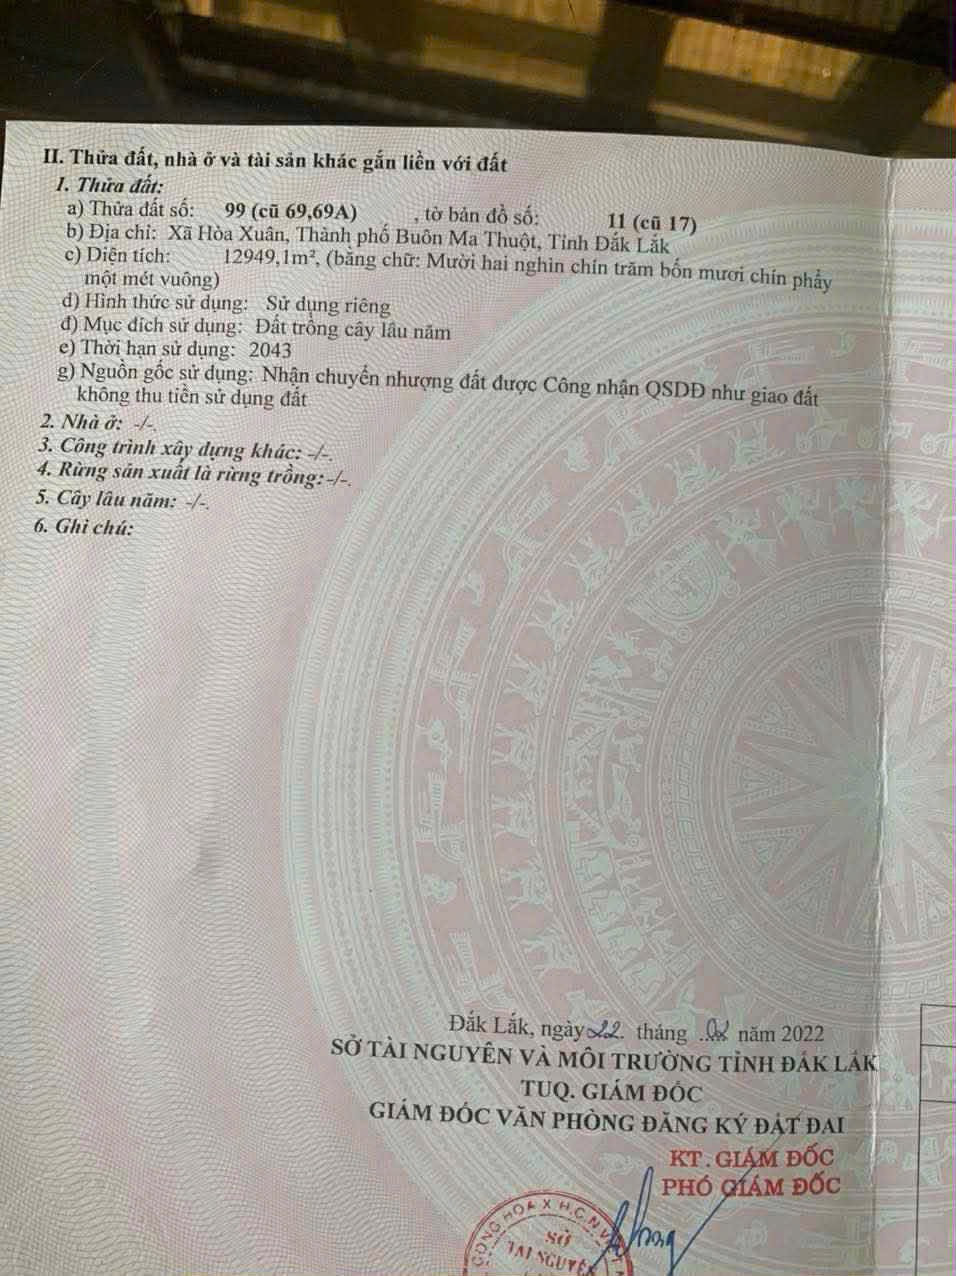 II. Thửa đất, nhà ở và tài sản khác gắn liền với đất
1. Thửa đất:
a) Thửa đất số: 99 (cũ 69,69A) , tờ bản đồ số: 11 (cũ 17)
b) Địa chỉ: Xã Hòa Xuân, Thành phố Buôn Ma Thuột, Tỉnh Đắk Lắk
c) Diện tích: 12949,1m², (bằng chữ: Mười hai nghìn chín trăm bốn mươi chín phẩy
một mét vuông)
d) Hình thức sử dụng: Sử dụng riêng
đ) Mục đích sử dụng: Đất trồng cây lâu năm
e) Thời hạn sử dụng: 2043
g) Nguồn gốc sử dụng: Nhận chuyển nhượng đất được Công nhận QSDĐ như giao đất
không thu tiền sử dụng đất
2. Nhà ở: -/-.
3. Công trình xây dựng khác: -/-.
4. Rừng sản xuất là rừng trồng: -/-.
5. Cây lâu năm: -/-.
6. Ghi chú:
Đắk Lắk, ngày 22. tháng .02 năm 2022
SỞ TÀI NGUYÊN VÀ MÔI TRƯỜNG TỈNH ĐẮK LẮK
TUQ. GIÁM ĐỐC
GIÁM ĐỐC VĂN PHÒNG ĐĂNG KÝ ĐẤT ĐAI
KT. GIÁM ĐỐC
PHÓ GIÁM ĐỐC
CỘNG HÒA X.H.C.N VIỆT
SỞ
TÀI NGUYÊN